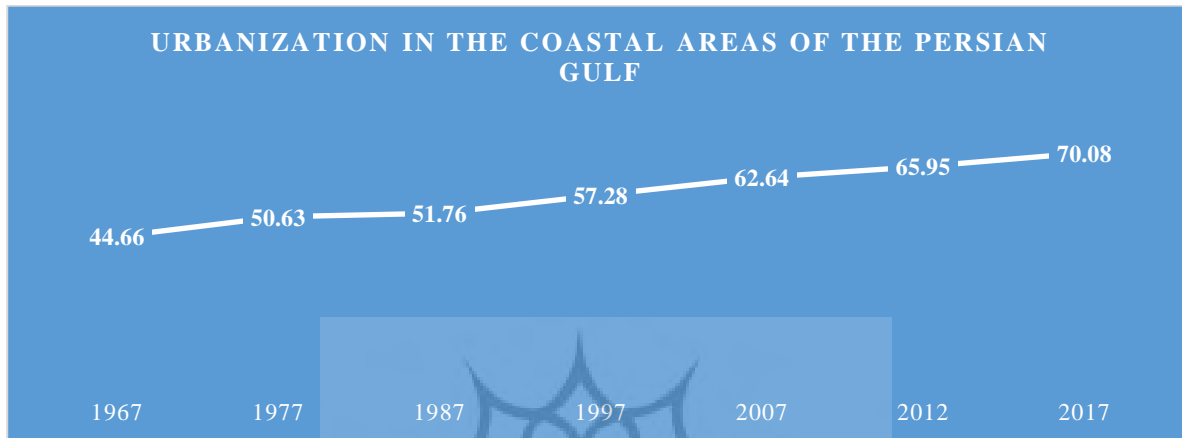 URBANIZATION IN THE COASTAL AREAS OF THE PERSIAN
GULF
44.66 50.63 51.76 57.28 62.64 65.95 70.08
1967 1977 1987 1997 2007 2012 2017